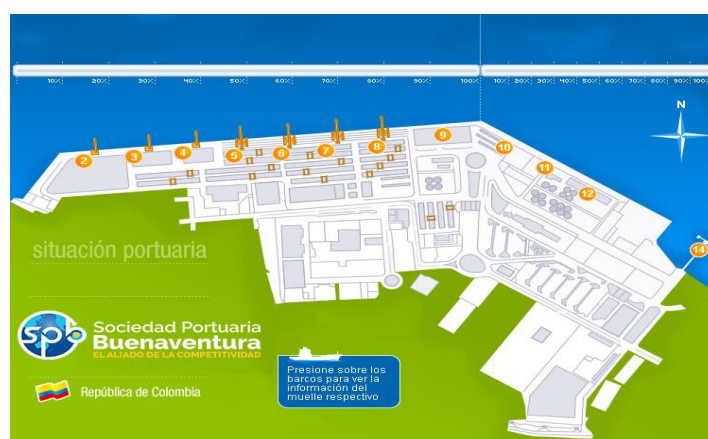 10% 20% 30% 40% 50% 60% 70% 80% 90% 100% 10% 20% 30% 40% 50% 60% 70% 80% 90% 100%
N
2 3 4 5 6 7 8 9 10
11
12
14
situación portuaria
spb Sociedad Portuaria
Buenaventura
EL ALIADO DE LA COMPETITIVIDAD
República de Colombia
Presione sobre los
barcos para ver la
información del
muelle respectivo